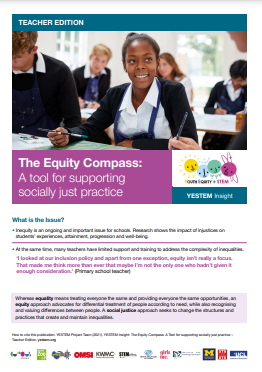 TEACHER EDITION
The Equity Compass:
A tool for supporting
socially just practice
YOUTH EQUITY + STEM
YESTEM Insight
What is the Issue?
• Inequity is an ongoing and important issue for schools. Research shows the impact of injustices on
students' experiences, attainment, progression and well-being.
• At the same time, many teachers have limited support and training to address the complexity of inequalities.
'I looked at our inclusion policy and apart from one exception, equity isn't really a focus.
That made me think more than ever that maybe I'm not the only one who hadn't given it
enough consideration.' (Primary school teacher)
Whereas equality means treating everyone the same and providing everyone the same opportunities, an
equity approach advocates for differential treatment of people according to need, while also recognising
and valuing differences between people. A social justice approach seeks to change the structures and
practices that create and maintain inequalities.
How to cite this publication: YESTEM Project Team (2021). YESTEM Insight: The Equity Compass: A Tool for supporting socially just practice –
Teacher Edition. yestem.org
OMSI
KWMC
STEM
girls inc.
M
UCL